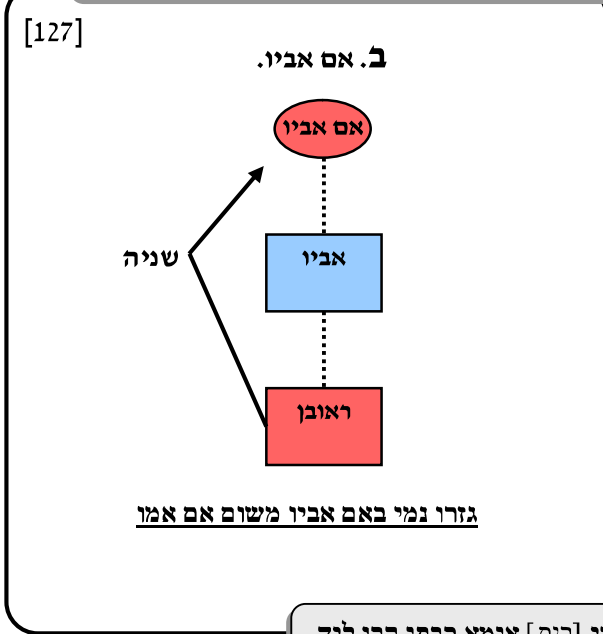 [127]
ב. אם אביו.
אם אביו
אביו
שניה
ראובן
גזרו נמי באם אביו משום אם אמו